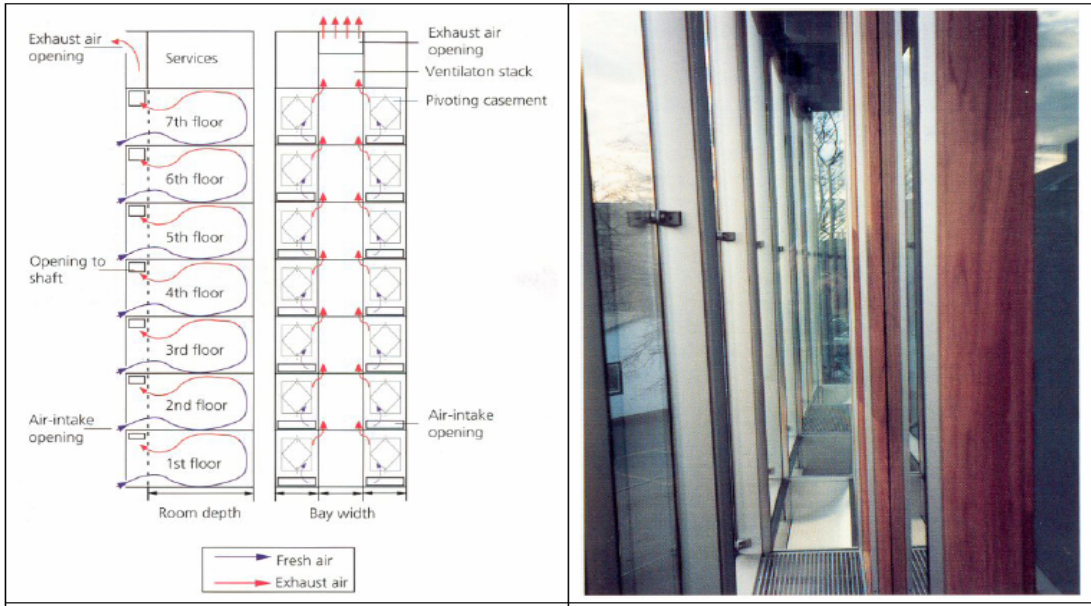 Exhaust air
opening
Services
Exhaust air
opening
Ventilaton stack
Pivoting casement
7th floor
6th floor
5th floor
Opening to
shaft
4th floor
3rd floor
2nd floor
Air-intake
opening
Air-intake
opening
1st floor
Room depth
Bay width
Fresh air
Exhaust air